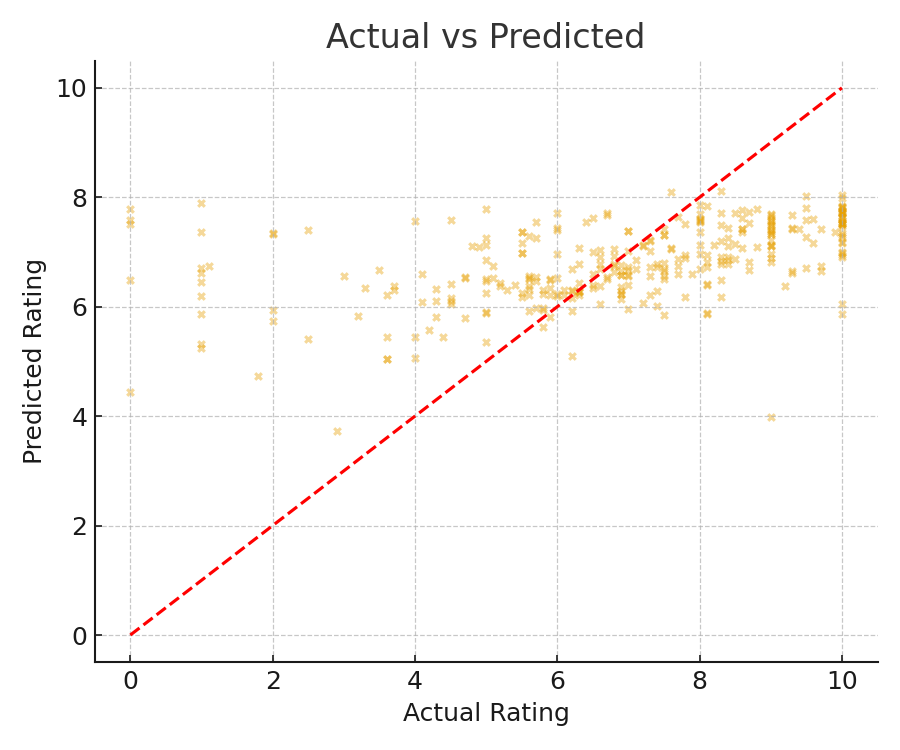 Actual vs Predicted
Predicted Rating
10
8
6
4
2
0
0 2 4 6 8 10
Actual Rating